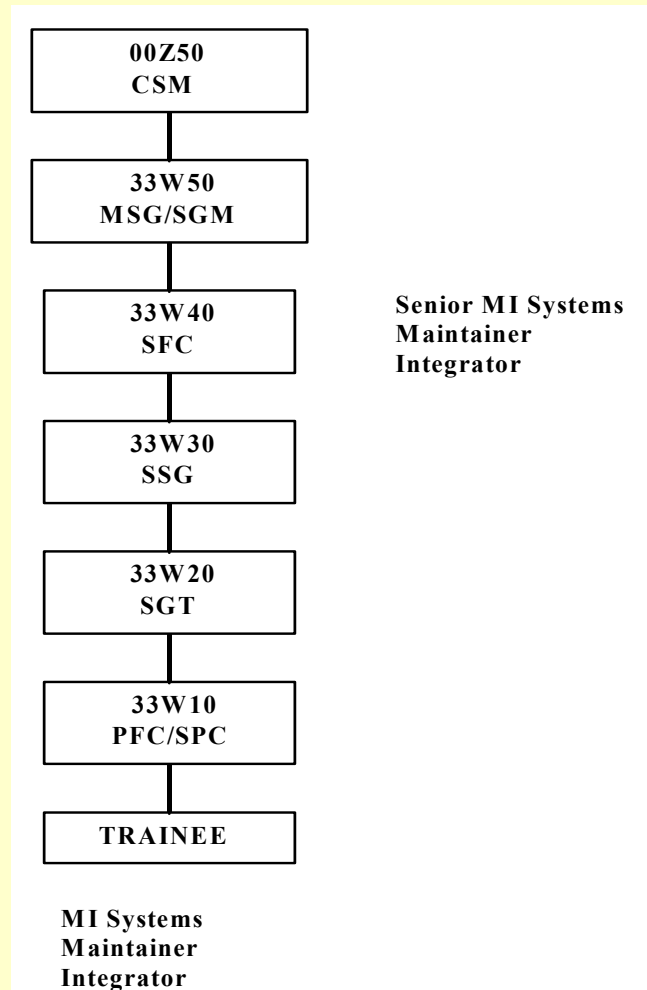 00Z50
CSM
33W50
MSG/SGM
33W40
SFC
Senior MI Systems
Maintainer
Integrator
33W30
SSG
33W20
SGT
33W10
PFC/SPC
TRAINEE
MI Systems
Maintainer
Integrator